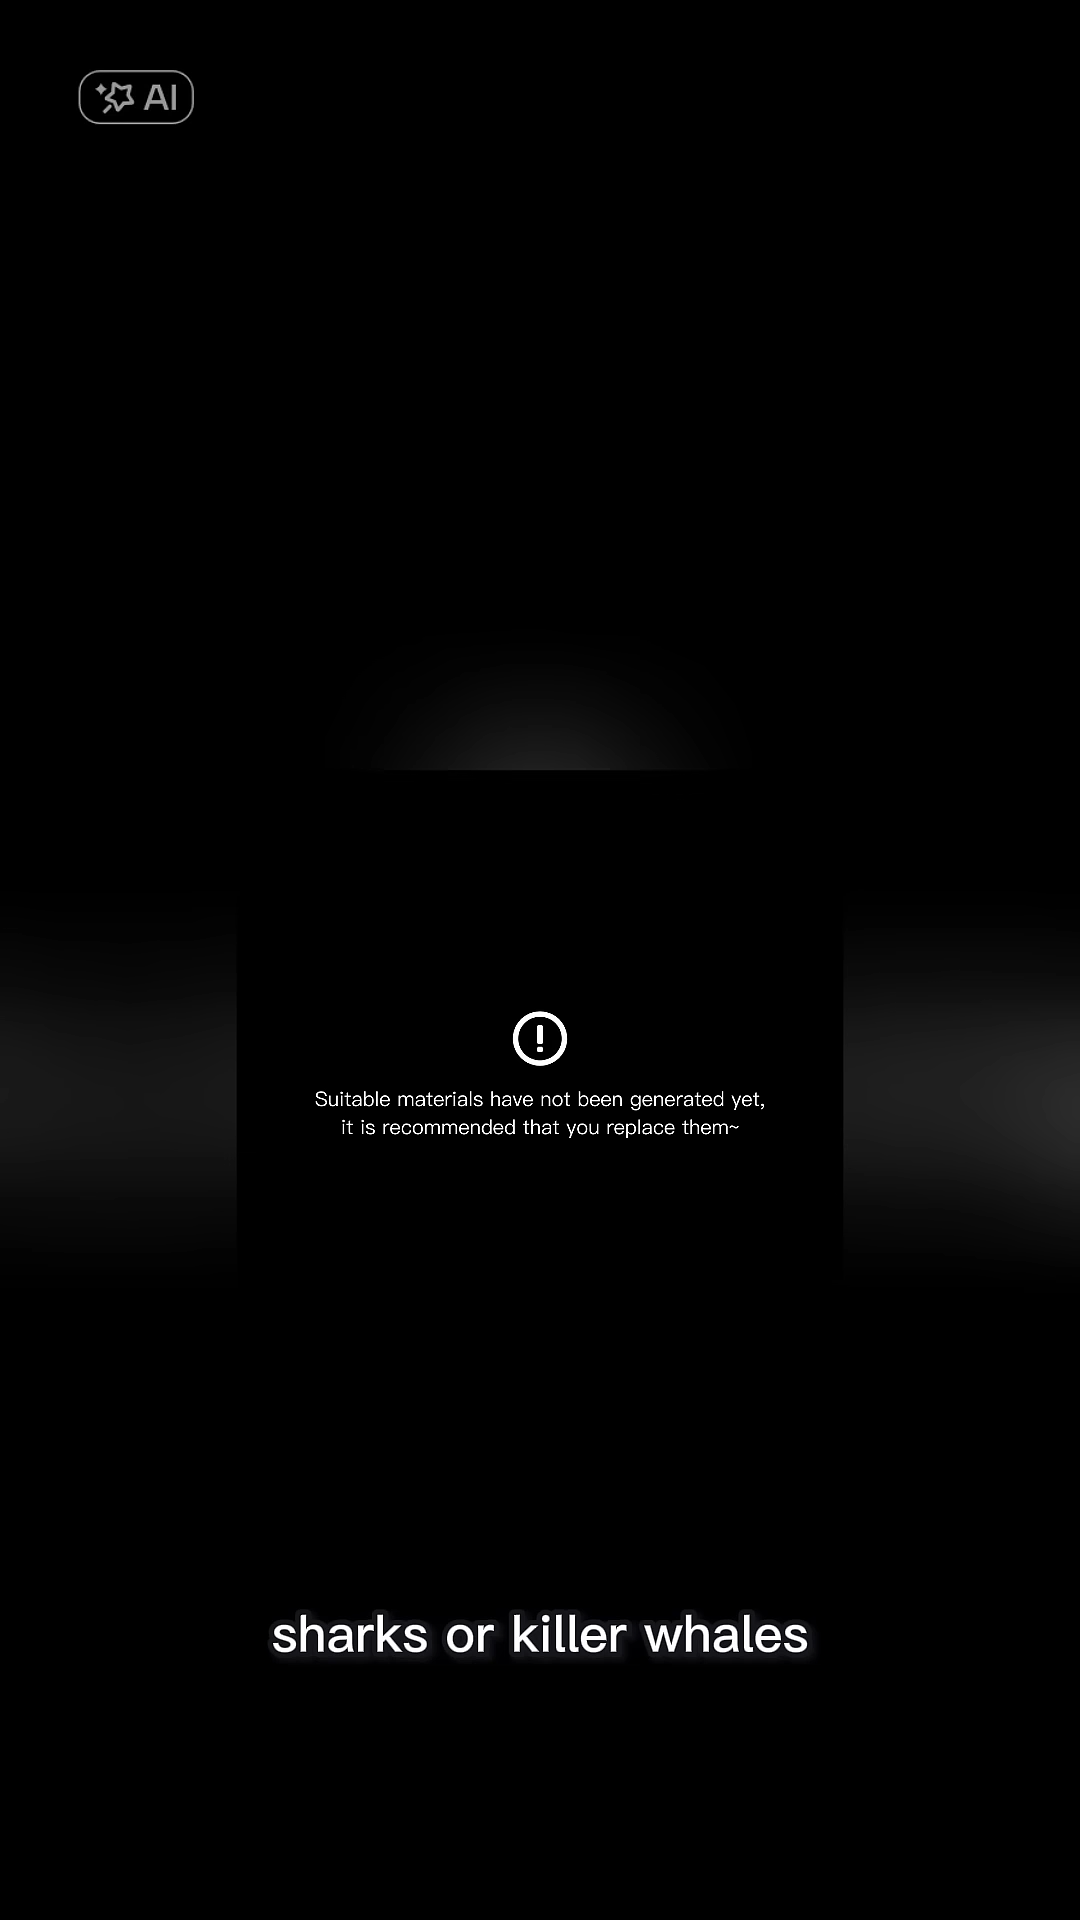 AI
Suitable materials have not been generated yet,
it is recommended that you replace them~
sharks or killer whales